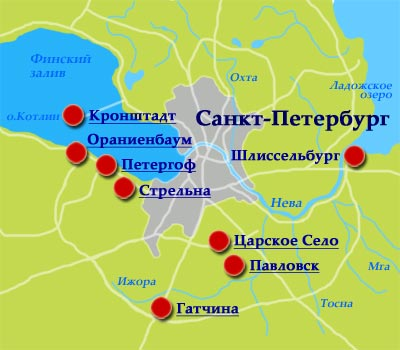 Финский
залив
Охта
Ладожское
озеро
о.Котлин
Кронштадт
Санкт-Петербург
Ораниенбаум
Петергоф
Шлиссельбург
Стрельна
Нева
Царское Село
Павловск
Мга
Ижора
Тосна
Гатчина